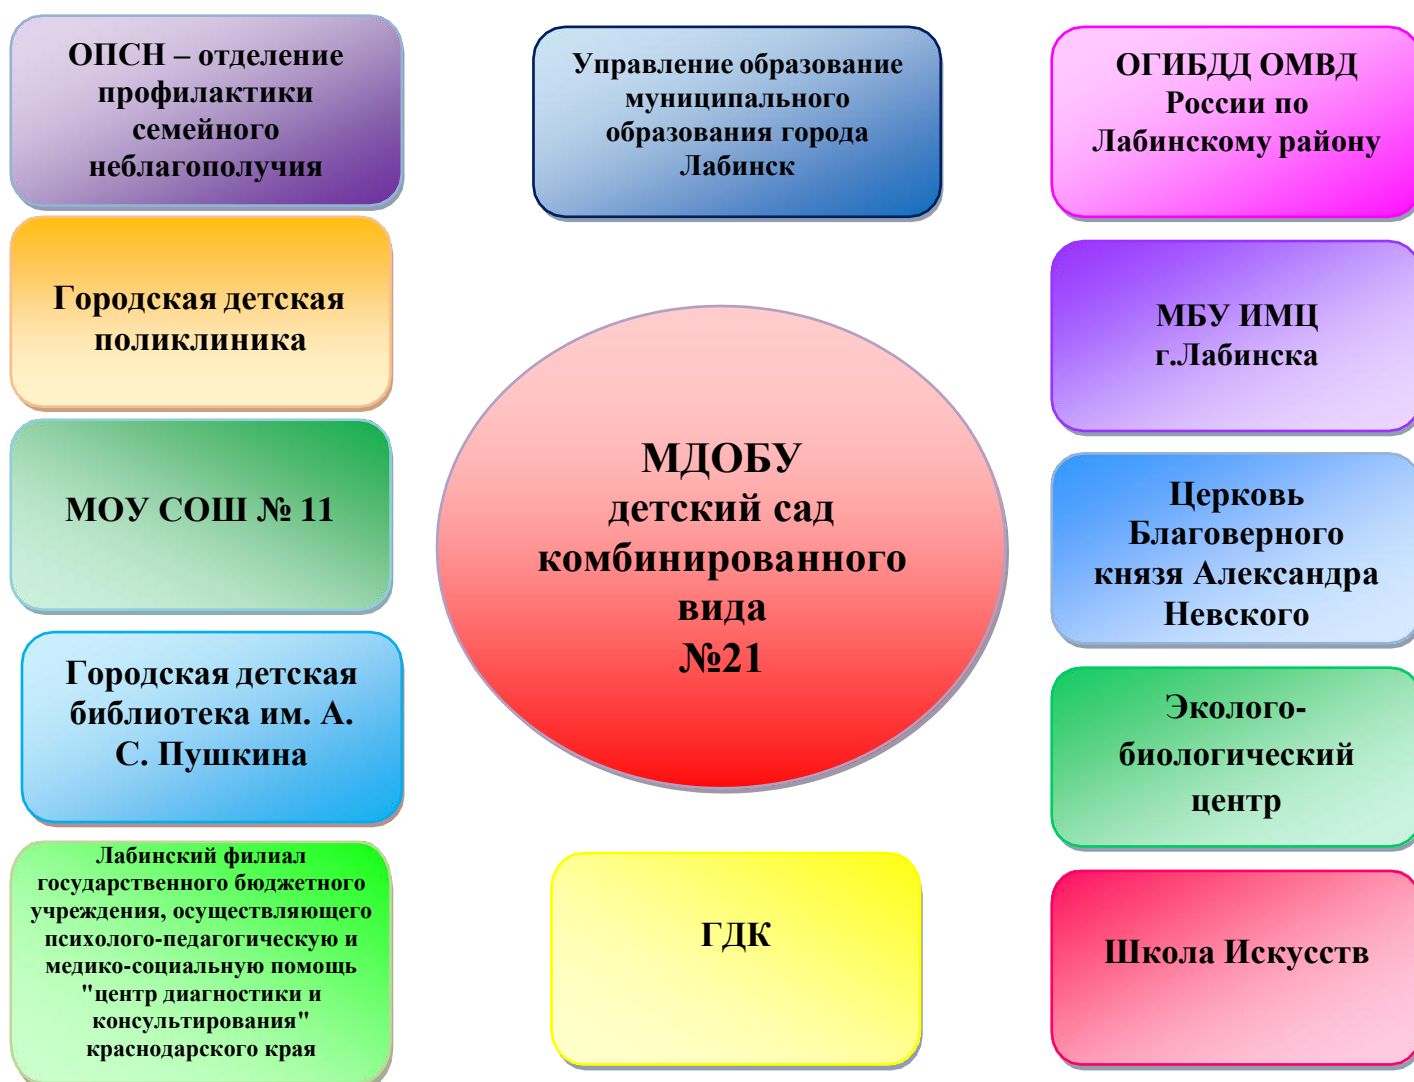 ОПСН – отделение
профилактики
семейного
неблагополучия
Управление образование
муниципального
образования города
Лабинск
ОГИБДД ОМВД
России по
Лабинскому району
Городская детская
поликлиника
МБУ ИМЦ
г.Лабинска
МДОБУ
детский сад
комбинированного
вида
№21
МОУ СОШ № 11
Церковь
Благоверного
князя Александра
Невского
Городская детская
библиотека им. А.
С. Пушкина
Эколого-
биологический
центр
Лабинский филиал
государственного бюджетного
учреждения, осуществляющего
психолого-педагогическую и
медико-социальную помощь
"центр диагностики и
консультирования"
краснодарского края
ГДК
Школа Искусств